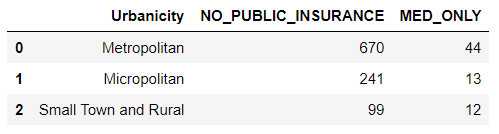 Urbanicity NO_PUBLIC_INSURANCE MED_ONLY
0 Metropolitan 670 44
1 Micropolitan 241 13
2 Small Town and Rural 99 12